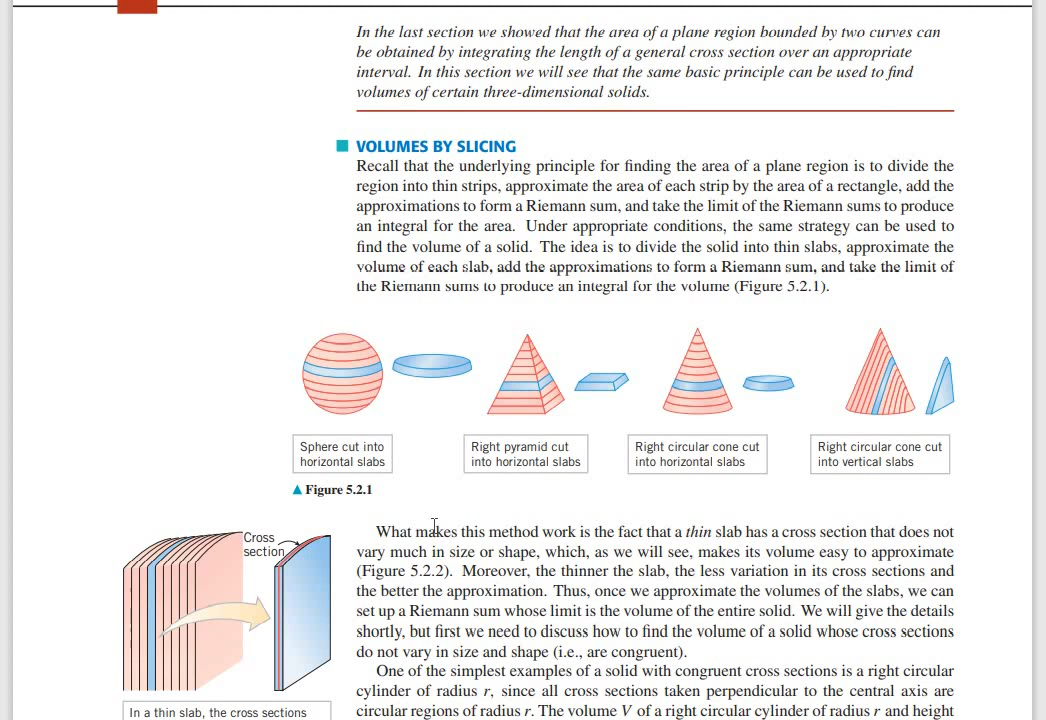 In the last section we showed that the area of a plane region bounded by two curves can
be obtained by integrating the length of a general cross section over an appropriate
interval. In this section we will see that the same basic principle can be used to find
volumes of certain three-dimensional solids.
VOLUMES BY SLICING
Recall that the underlying principle for finding the area of a plane region is to divide the
region into thin strips, approximate the area of each strip by the area of a rectangle, add the
approximations to form a Riemann sum, and take the limit of the Riemann sums to produce
an integral for the area. Under appropriate conditions, the same strategy can be used to
find the volume of a solid. The idea is to divide the solid into thin slabs, approximate the
volume of each slab, add the approximations to form a Riemann sum, and take the limit of
the Riemann sums to produce an integral for the volume (Figure 5.2.1).
Sphere cut into
horizontal slabs
Right pyramid cut
into horizontal slabs
Right circular cone cut
into horizontal slabs
Right circular cone cut
into vertical slabs
▲ Figure 5.2.1
Cross
section
In a thin slab, the cross sections
What makes this method work is the fact that a thin slab has a cross section that does not
vary much in size or shape, which, as we will see, makes its volume easy to approximate
(Figure 5.2.2). Moreover, the thinner the slab, the less variation in its cross sections and
the better the approximation. Thus, once we approximate the volumes of the slabs, we can
set up a Riemann sum whose limit is the volume of the entire solid. We will give the details
shortly, but first we need to discuss how to find the volume of a solid whose cross sections
do not vary in size and shape (i.e., are congruent).
One of the simplest examples of a solid with congruent cross sections is a right circular
cylinder of radius r, since all cross sections taken perpendicular to the central axis are
circular regions of radius r. The volume V of a right circular cylinder of radius r and height